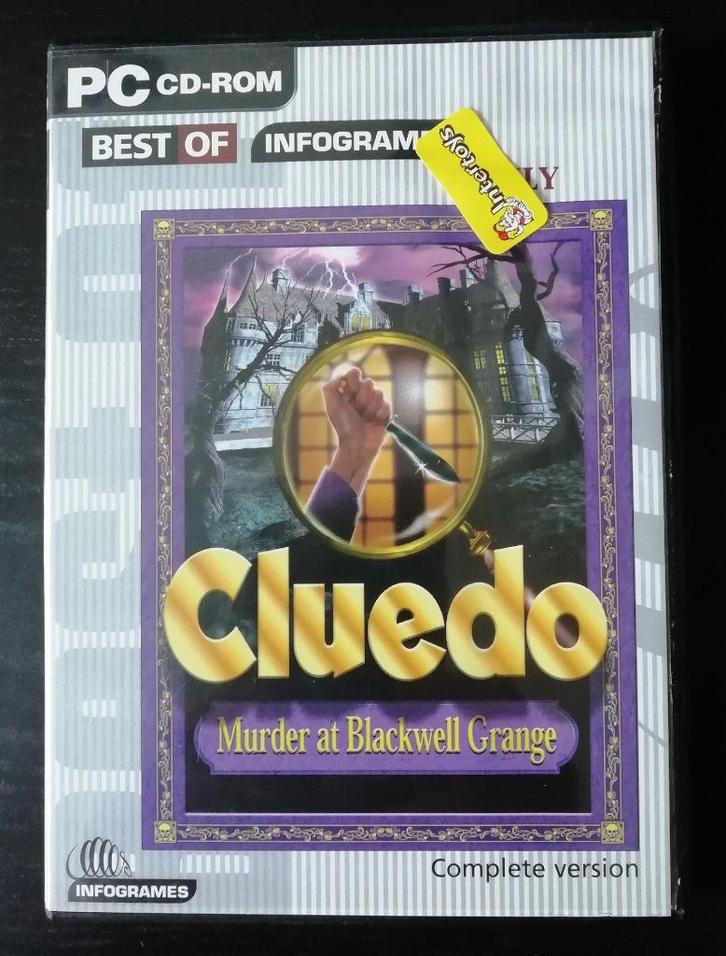 PC CD-ROM
BEST OF INFOGRAM
Intertoys
LY
Cluedo
Murder at Blackwell Grange
Complete version
INFOGRAMES